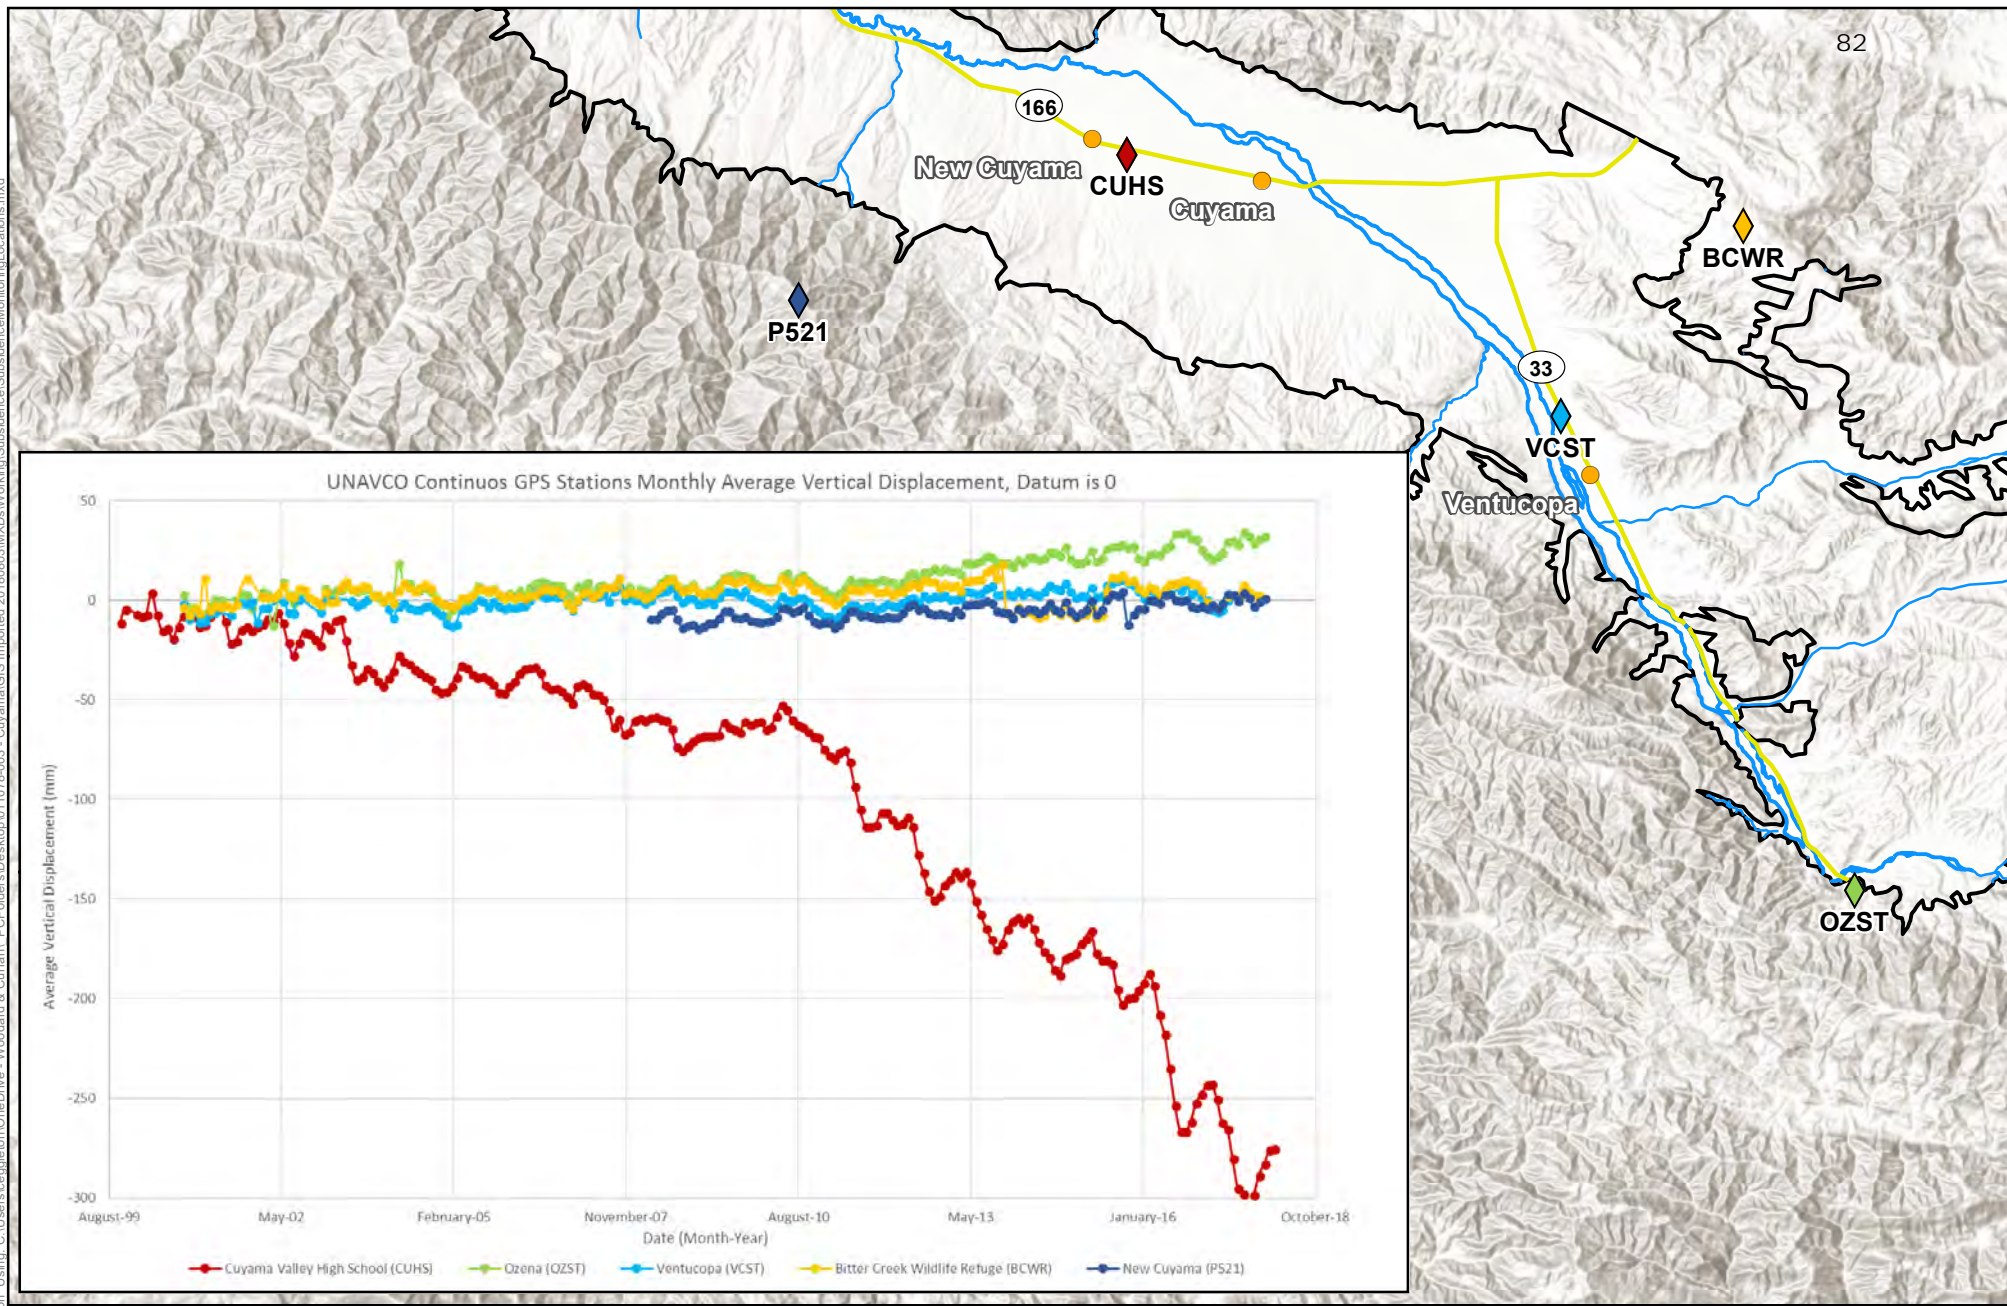 82
166
New Cuyama
CUHS
Cuyama
BCWR
P521
33
VCST
Ventucopa
OZST
UNAVCO Continuos GPS Stations Monthly Average Vertical Displacement, Datum is 0
50
0
-50
-100
-150
-200
-250
-300
Average Vertical Displacement (mm)
August-99
May-02
February-05
November-07
August-10
May-13
January-16
October-18
Date (Month-Year)
Cuyama Valley High School (CUHS)
Ozena (OZST)
Ventucopa (VCST)
Bitter Creek Wildlife Refuge (BCWR)
New Cuyama (P521)